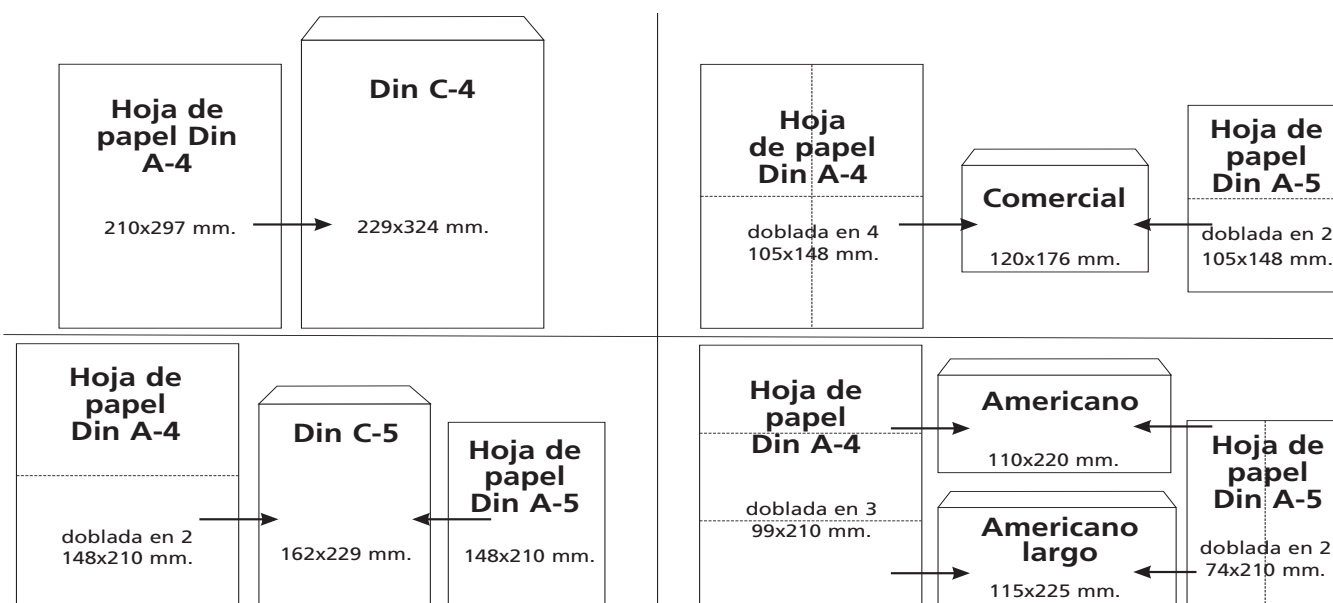 Hoja de
papel Din
A-4
210x297 mm.
Din C-4
229x324 mm.
Hoja
de papel
Din A-4
doblada en 4
105x148 mm.
Comercial
120x176 mm.
Hoja de
papel
Din A-5
doblada en 2
105x148 mm.
Hoja de
papel
Din A-4
doblada en 2
148x210 mm.
Din C-5
162x229 mm.
Hoja de
papel
Din A-5
148x210 mm.
Hoja de
papel
Din A-4
doblada en 3
99x210 mm.
Americano
110x220 mm.
Americano
largo
115x225 mm.
Hoja de
papel
Din A-5
doblada en 2
74x210 mm.